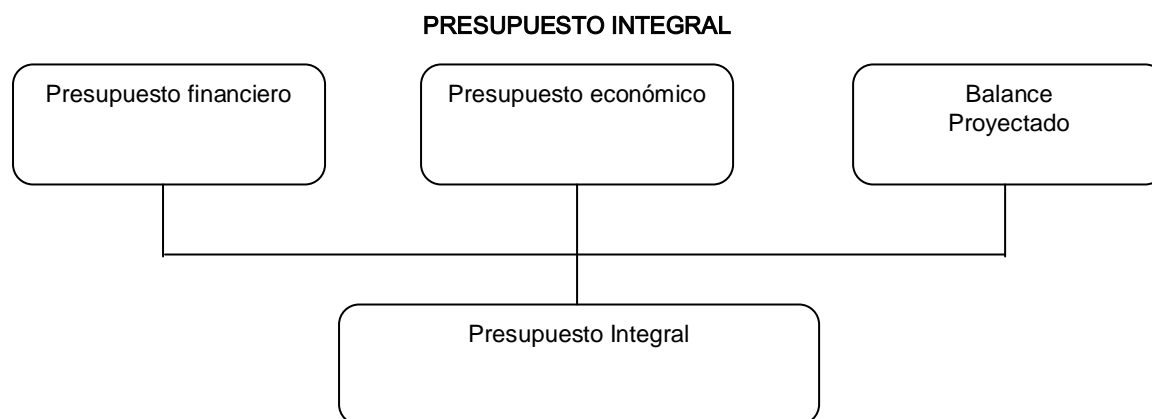 PRESUPUESTO INTEGRAL
Presupuesto financiero
Presupuesto económico
Balance
Proyectado
Presupuesto Integral